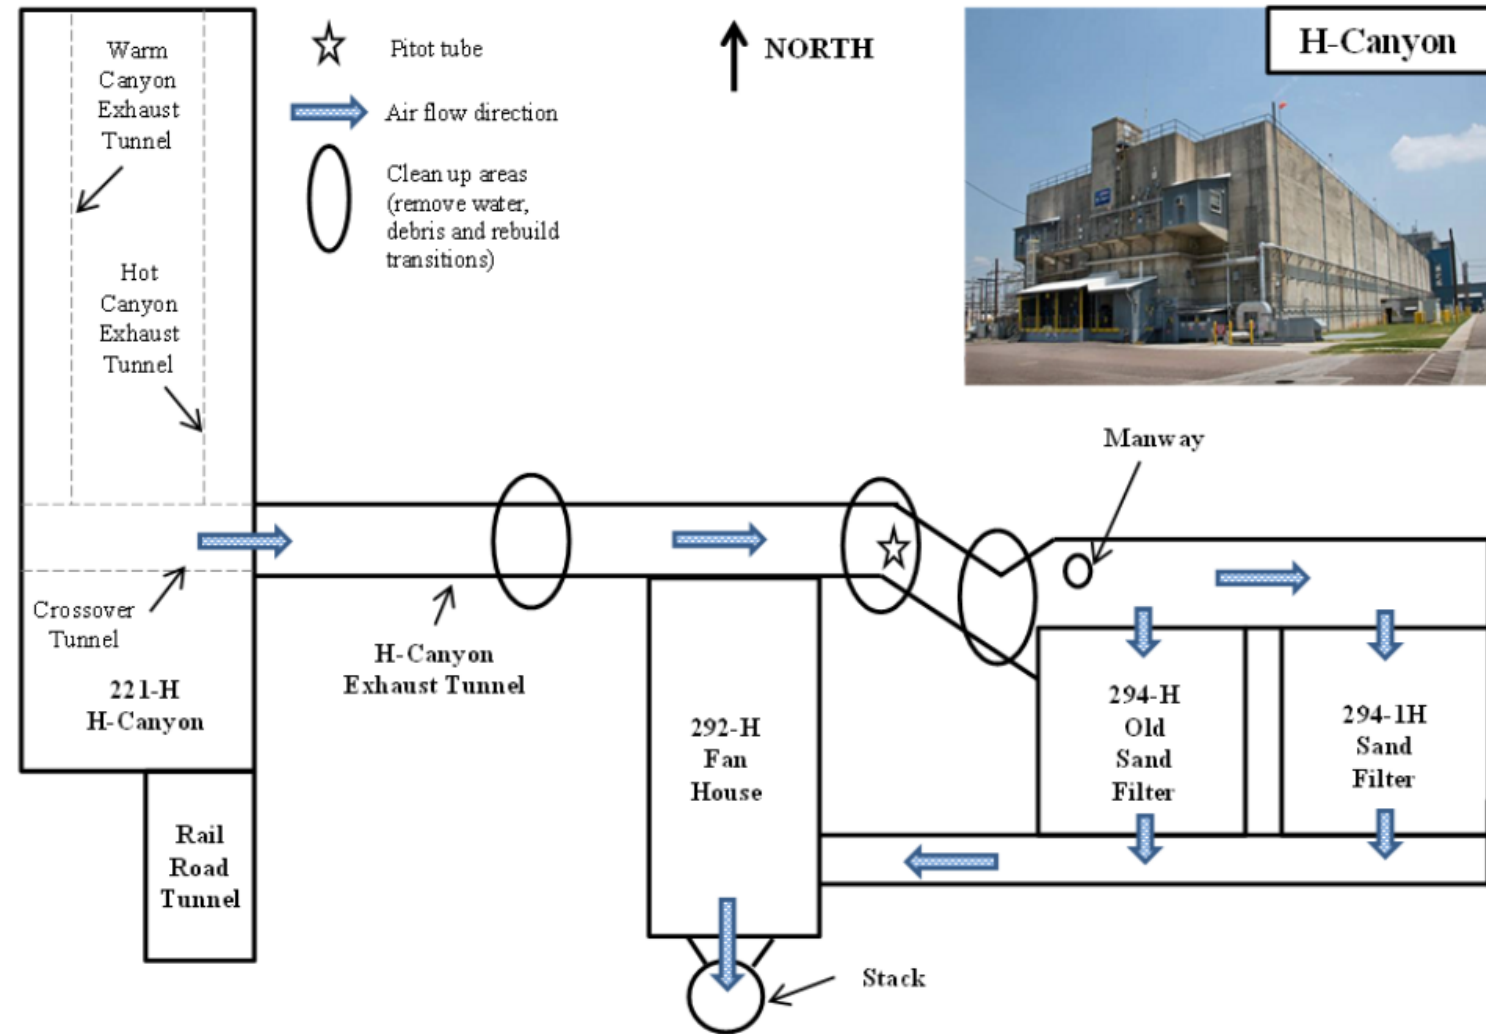 Warm
Canyon
Exhaust
Tunnel
Hot
Canyon
Exhaust
Tunnel
Crossover
Tunnel
221-H
H-Canyon
Rail
Road
Tunnel
Pitot tube
Air flow direction
Clean up areas
(remove water,
debris and rebuild
transitions)
NORTH
H-Canyon
H-Canyon
Exhaust Tunnel
292-H
Fan
House
Stack
Manway
294-H
Old
Sand
Filter
294-1H
Sand
Filter